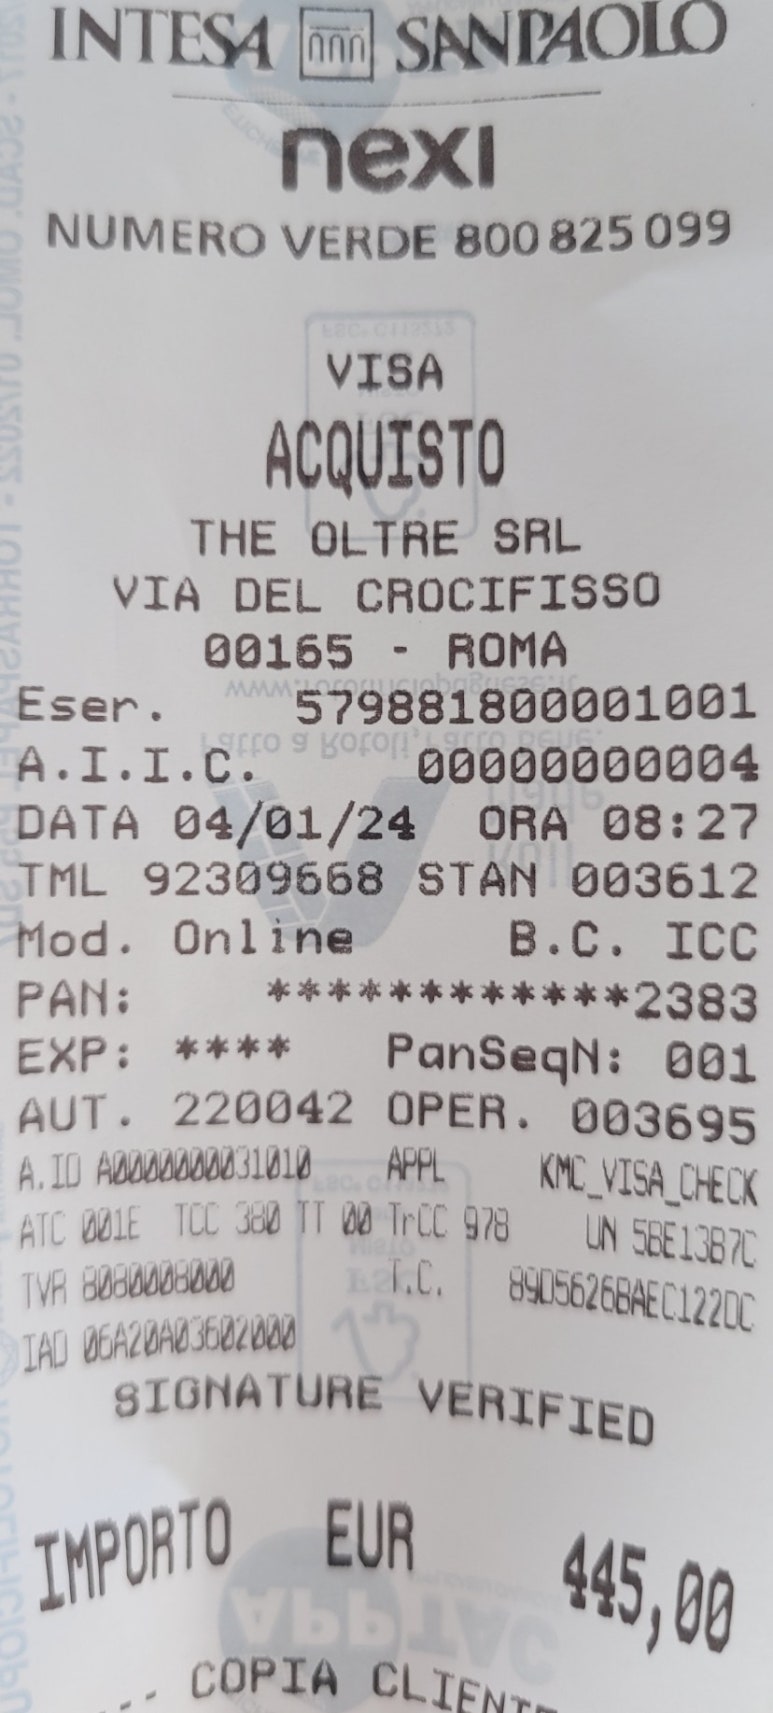 INTESA SANPAOLO
nexi
NUMERO VERDE 800 825 099
VISA
ACQUISTO
THE OLTRE SRL
VIA DEL CROCIFISSO
00165 - ROMA
Eser. 579881800001001
A.I.I.C. 00000000004
DATA 04/01/24 ORA 08:27
TML 92309668 STAN 003612
Mod. Online B.C. ICC
PAN: ************2383
EXP: **** PanSeqN: 001
AUT. 220042 OPER. 003695
A.ID A0000000031010 APPL KMC_VISA_CHECK
ATC 001E TCC 380 TT 00 TrCC 978 UN 5BE13B7C
TVR 8080008000 T.C. 89D5626BAEC122DC
IAD 06A20A03602000
SIGNATURE VERIFIED
IMPORTO EUR 445,00
COPIA CLIENTE